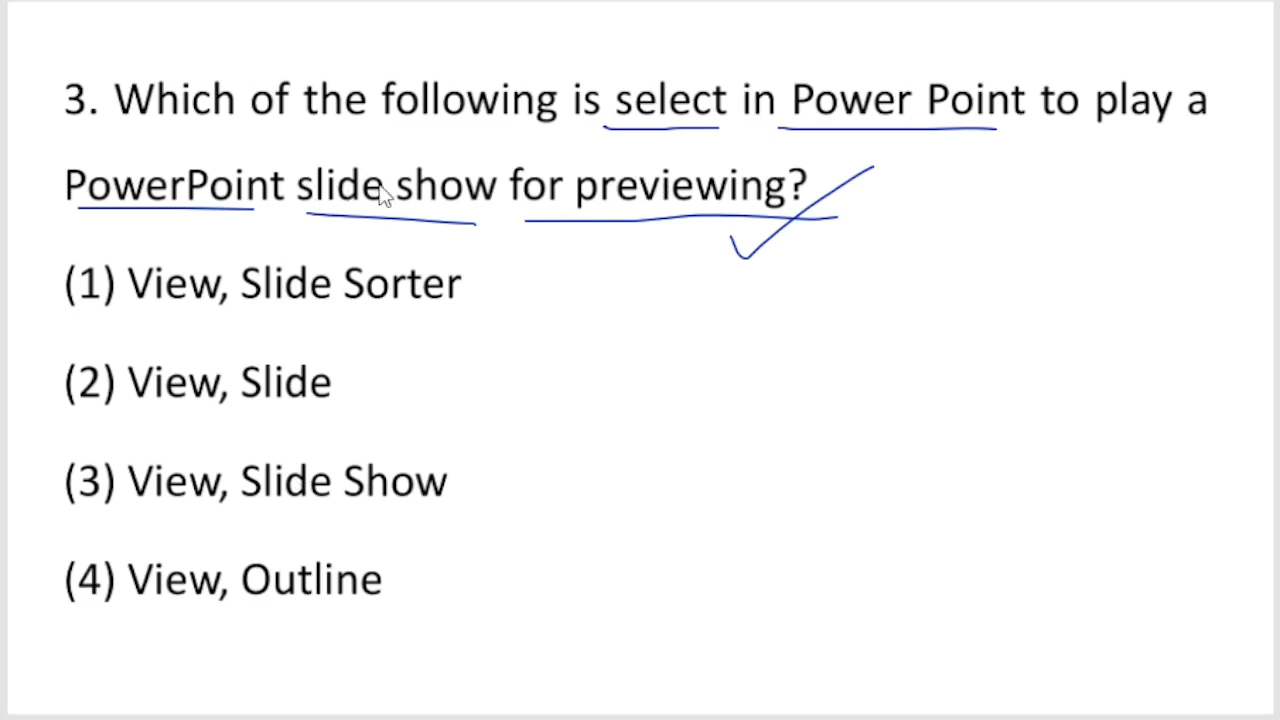 3. Which of the following is select in Power Point to play a
PowerPoint slide show for previewing?
(1) View, Slide Sorter
(2) View, Slide
(3) View, Slide Show
(4) View, Outline